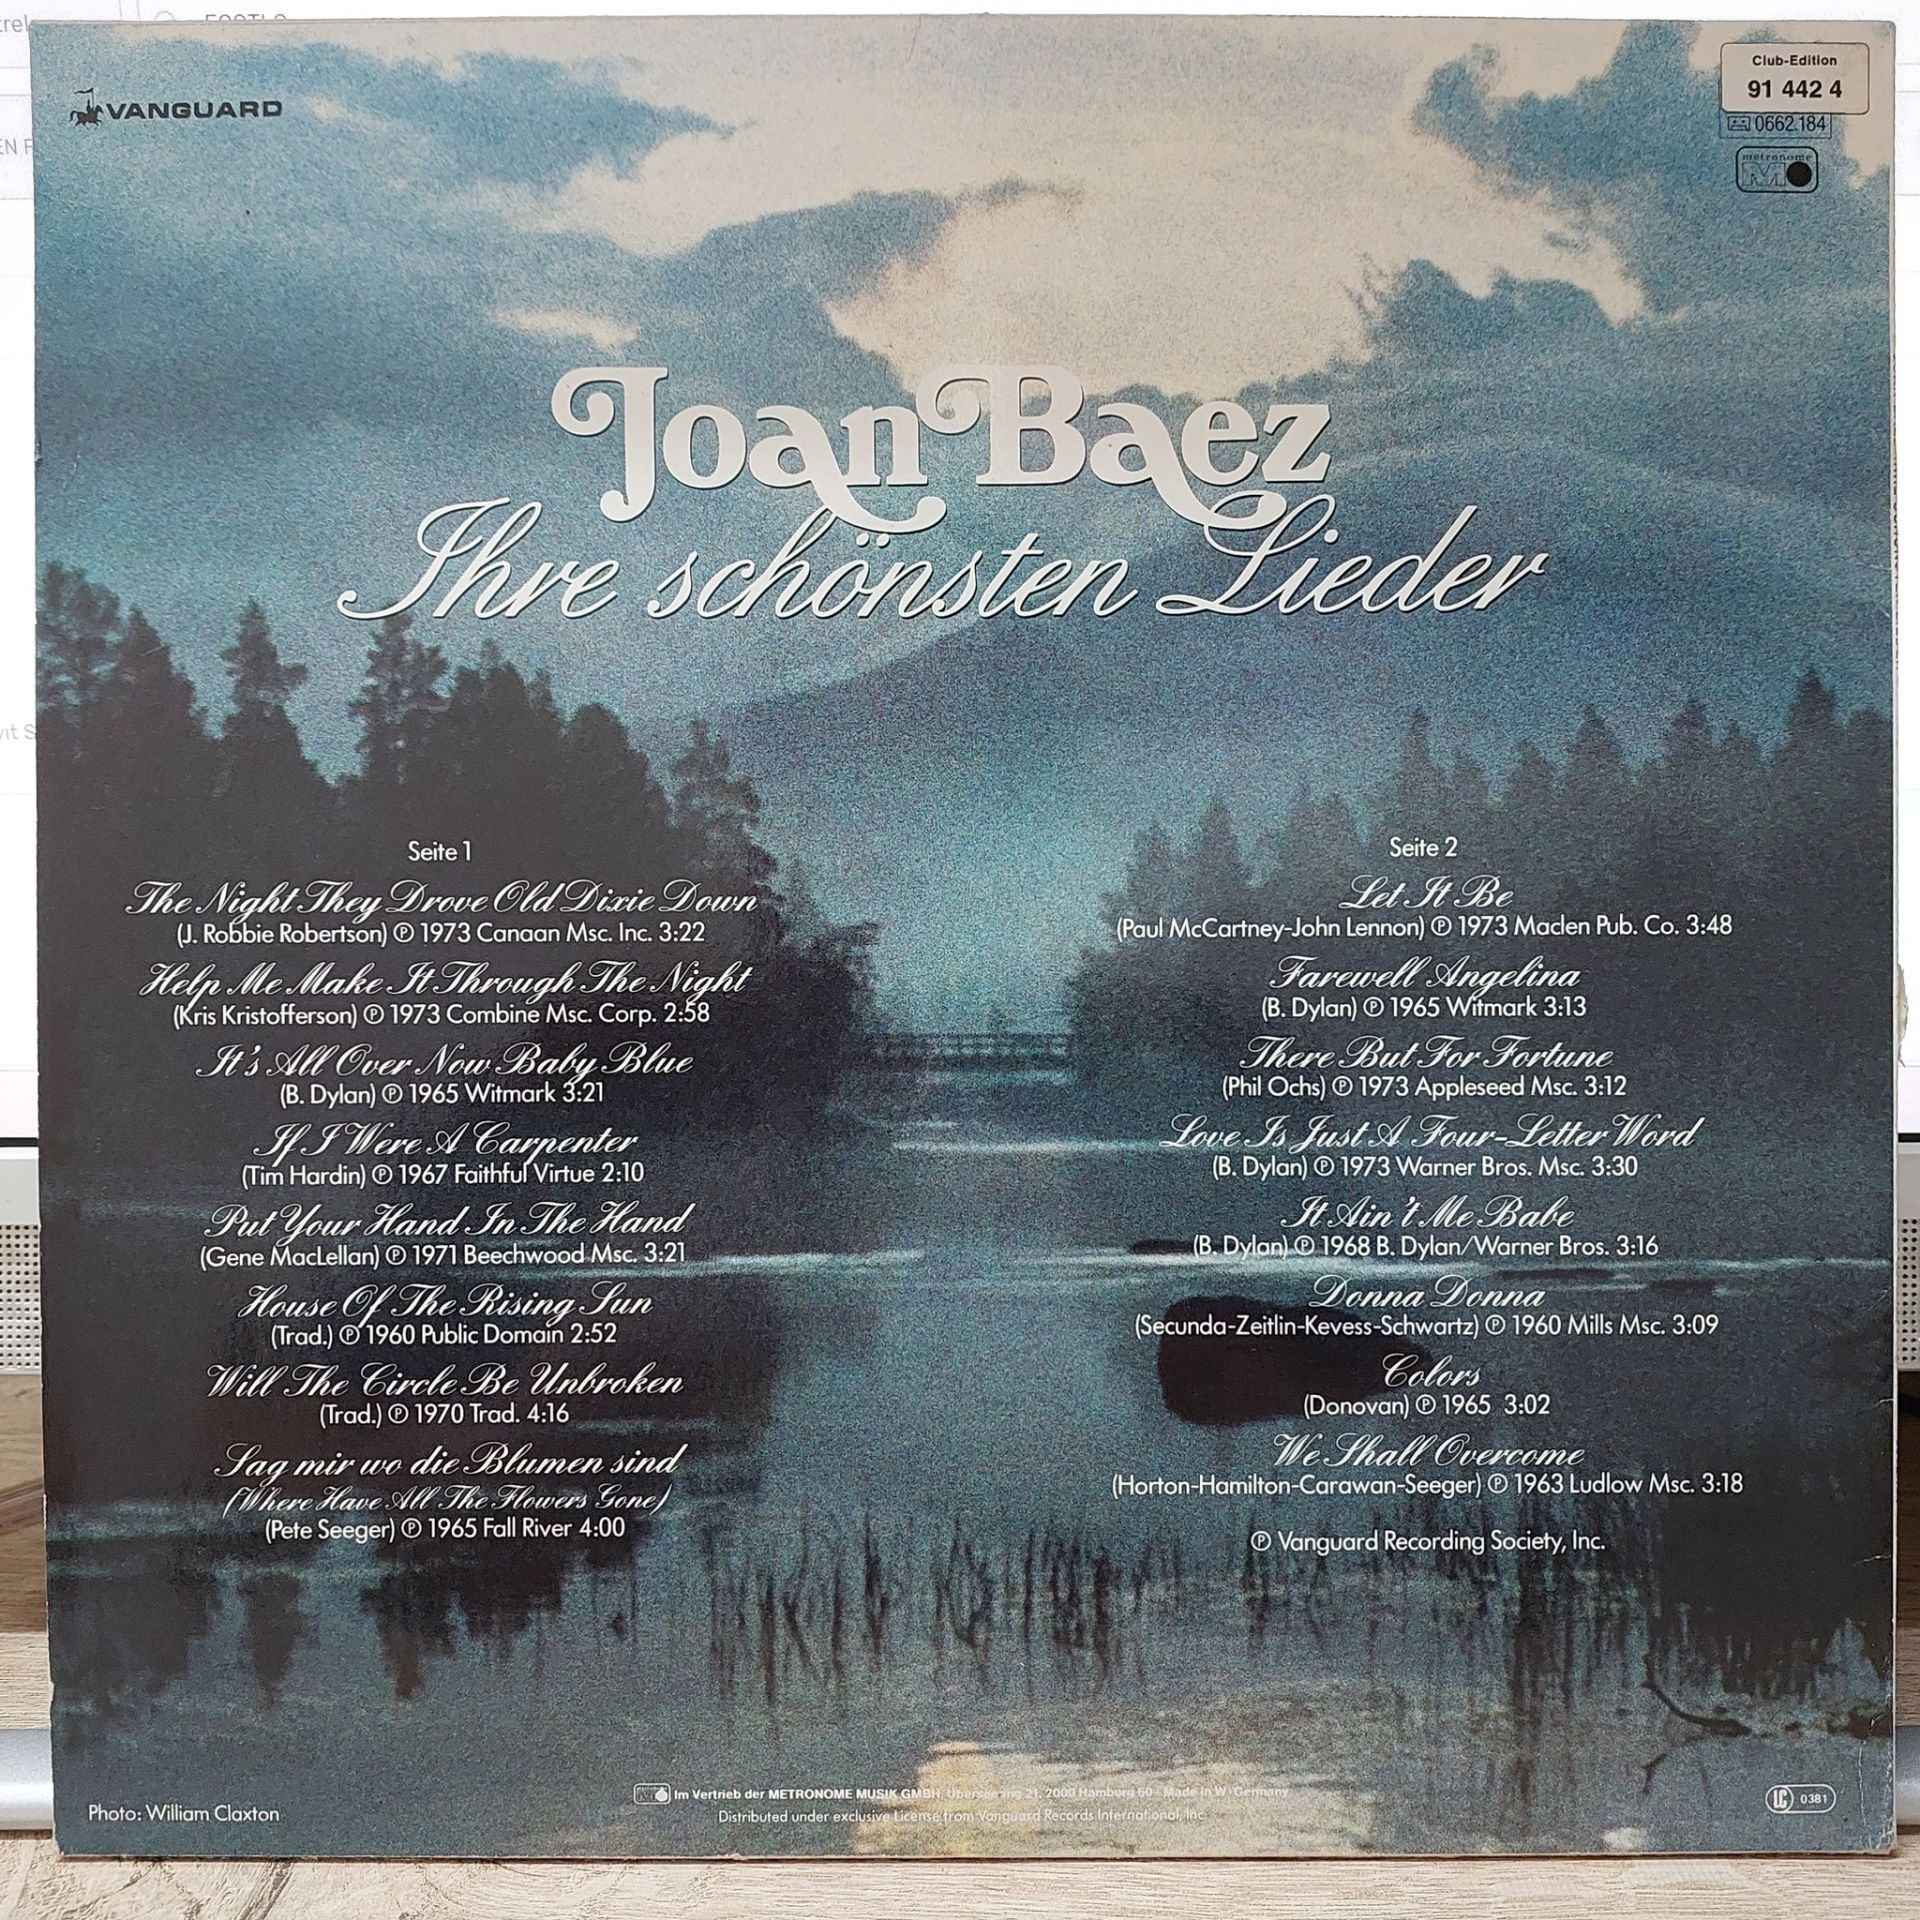 VANGUARD
Club-Edition
91 442 4
0662.184
metronome
Joan Baez
Ihre schönsten Lieder
Seite 1
The Night They Drove Old Dixie Down
(J. Robbie Robertson) ℗ 1973 Canaan Msc. Inc. 3:22
Help Me Make It Through The Night
(Kris Kristofferson) ℗ 1973 Combine Msc. Corp. 2:58
It's All Over Now Baby Blue
(B. Dylan) ℗ 1965 Witmark 3:21
If I Were A Carpenter
(Tim Hardin) ℗ 1967 Faithful Virtue 2:10
Put Your Hand In The Hand
(Gene MacLellan) ℗ 1971 Beechwood Msc. 3:21
House Of The Rising Sun
(Trad.) ℗ 1960 Public Domain 2:52
Will The Circle Be Unbroken
(Trad.) ℗ 1970 Trad. 4:16
Sag mir wo die Blumen sind
(Where Have All The Flowers Gone)
(Pete Seeger) ℗ 1965 Fall River 4:00
Seite 2
Let It Be
(Paul McCartney-John Lennon) ℗ 1973 Maclen Pub. Co. 3:48
Farewell Angelina
(B. Dylan) ℗ 1965 Witmark 3:13
There But For Fortune
(Phil Ochs) ℗ 1973 Appleseed Msc. 3:12
Love Is Just A Four-Letter Word
(B. Dylan) ℗ 1973 Warner Bros. Msc. 3:30
It Ain't Me Babe
(B. Dylan) ℗ 1968 B. Dylan/Warner Bros. 3:16
Donna Donna
(Secunda-Zeitlin-Kevess-Schwartz) ℗ 1960 Mills Msc. 3:09
Colors
(Donovan) ℗ 1965 3:02
We Shall Overcome
(Horton-Hamilton-Carawan-Seeger) ℗ 1963 Ludlow Msc. 3:18
℗ Vanguard Recording Society, Inc.
Im Vertrieb der METRONOME MUSIK GMBH, Überseering 21, 2000 Hamburg 60 · Made in W.-Germany
Distributed under exclusive License from Vanguard Records International, Inc.
Photo: William Claxton
LC 0381